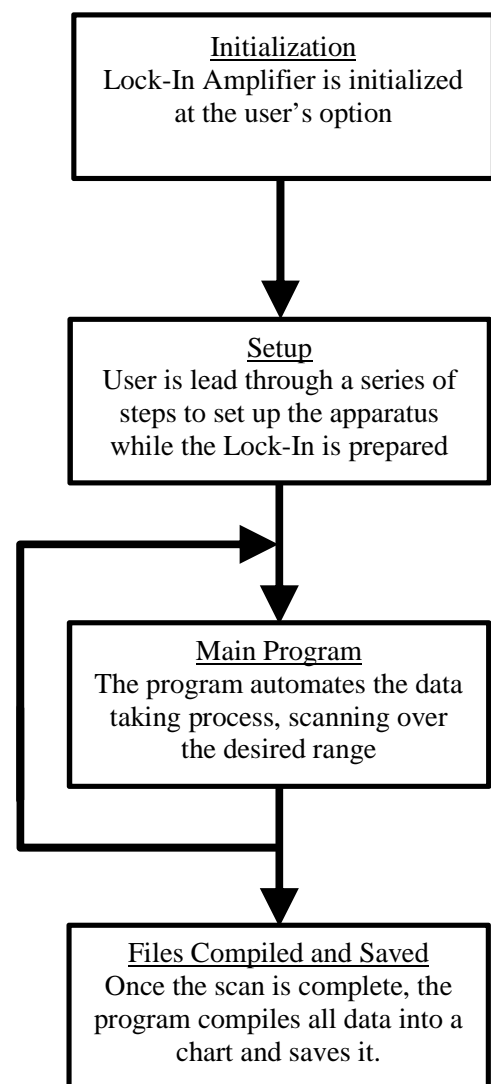 Initialization
Lock-In Amplifier is initialized
at the user’s option
Setup
User is lead through a series of
steps to set up the apparatus
while the Lock-In is prepared
Main Program
The program automates the data
taking process, scanning over
the desired range
Files Compiled and Saved
Once the scan is complete, the
program compiles all data into a
chart and saves it.